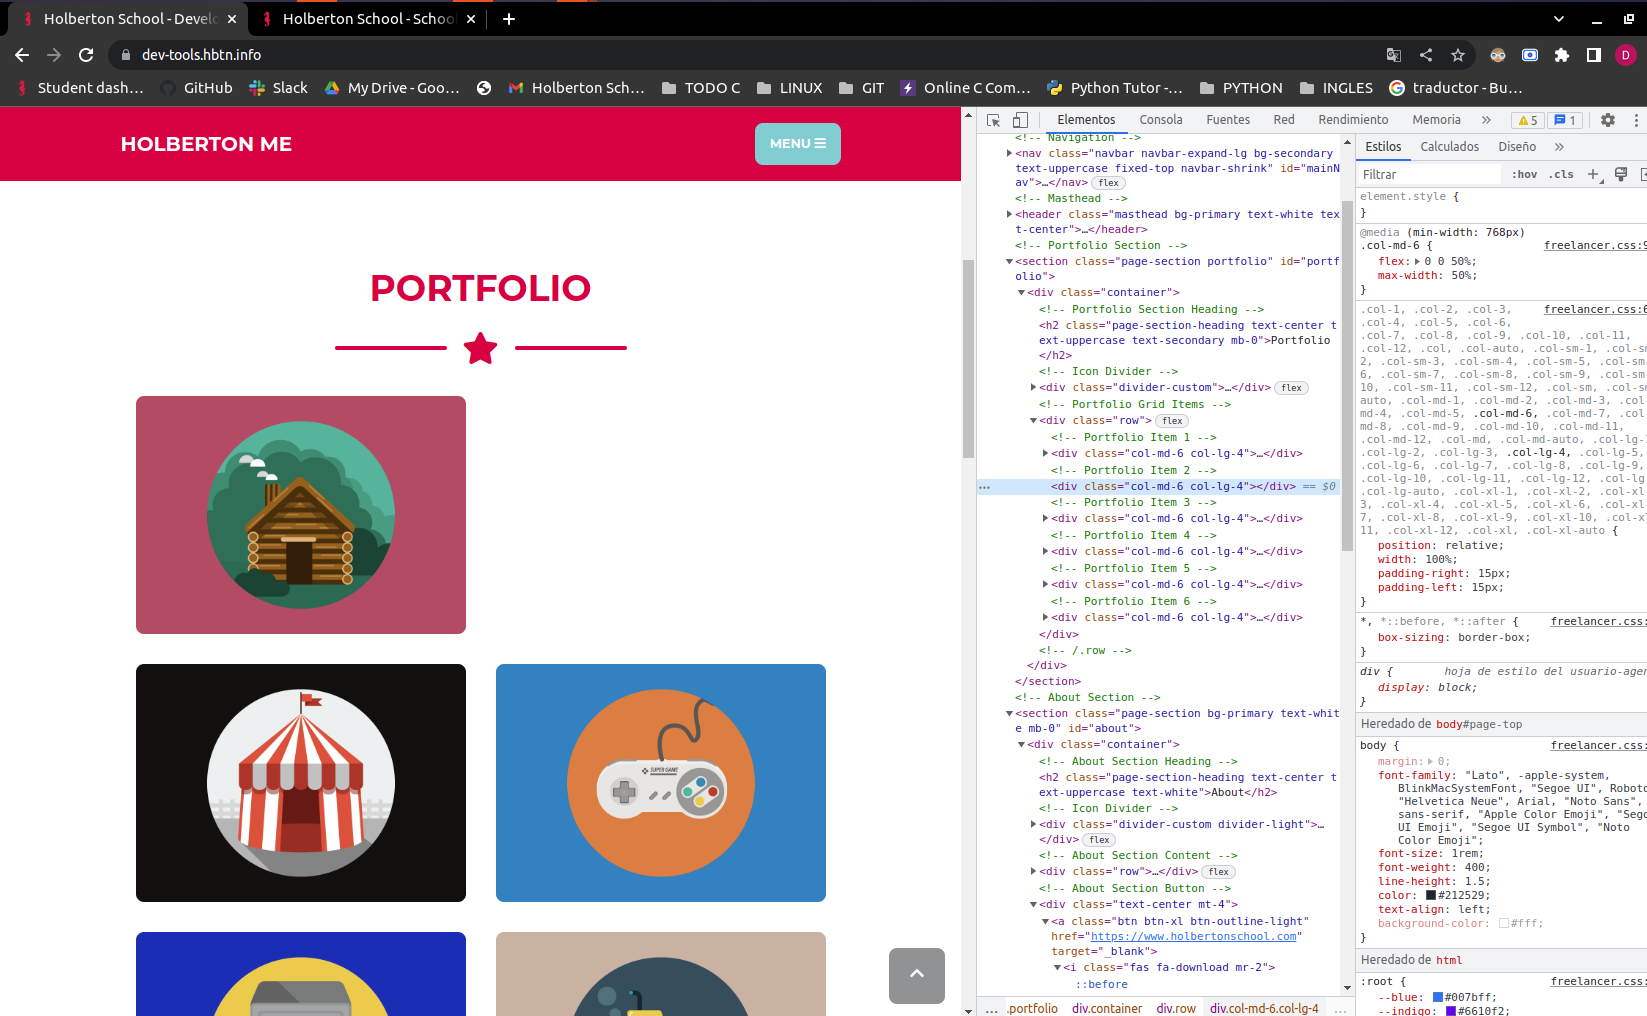 Holberton School - Develo
Holberton School - School
dev-tools.hbtn.info
D
Student dash...
GitHub
Slack
My Drive - Goo...
Holberton Sch...
TODO C
LINUX
GIT
Online C Com...
Python Tutor -...
PYTHON
INGLES
traductor - Bu...
HOLBERTON ME
MENU
PORTFOLIO
SUPER GAME
Elementos
Consola
Fuentes
Red
Rendimiento
Memoria
»
5
1
<!-- Navigation -->
<nav class="navbar navbar-expand-lg bg-secondary
text-uppercase fixed-top navbar-shrink" id="mainN
av">…</nav> flex
<!-- Masthead -->
<header class="masthead bg-primary text-white tex
t-center">…</header>
<!-- Portfolio Section -->
<section class="page-section portfolio" id="portf
olio">
<div class="container">
<!-- Portfolio Section Heading -->
<h2 class="page-section-heading text-center t
ext-uppercase text-secondary mb-0">Portfolio
</h2>
<!-- Icon Divider -->
<div class="divider-custom">…</div> flex
<!-- Portfolio Grid Items -->
<div class="row"> flex
<!-- Portfolio Item 1 -->
<div class="col-md-6 col-lg-4">…</div>
<!-- Portfolio Item 2 -->
<div class="col-md-6 col-lg-4"></div> == $0
<!-- Portfolio Item 3 -->
<div class="col-md-6 col-lg-4">…</div>
<!-- Portfolio Item 4 -->
<div class="col-md-6 col-lg-4">…</div>
<!-- Portfolio Item 5 -->
<div class="col-md-6 col-lg-4">…</div>
<!-- Portfolio Item 6 -->
<div class="col-md-6 col-lg-4">…</div>
</div>
<!-- /.row -->
</div>
</section>
<!-- About Section -->
<section class="page-section bg-primary text-whit
e mb-0" id="about">
<div class="container">
<!-- About Section Heading -->
<h2 class="page-section-heading text-center t
ext-uppercase text-white">About</h2>
<!-- Icon Divider -->
<div class="divider-custom divider-light">…
</div> flex
<!-- About Section Content -->
<div class="row">…</div> flex
<!-- About Section Button -->
<div class="text-center mt-4">
<a class="btn btn-xl btn-outline-light"
href="https://www.holbertonschool.com"
target="_blank">
<i class="fas fa-download mr-2">
::before
... .portfolio div.container div.row div.col-md-6.col-lg-4 ...
Estilos
Calculados
Diseño
»
Filtrar
:hov .cls +
element.style {
}
@media (min-width: 768px)
.col-md-6 { freelancer.css:9
flex: 0 0 50%;
max-width: 50%;
}
.col-1, .col-2, .col-3, freelancer.css:6
.col-4, .col-5, .col-6,
.col-7, .col-8, .col-9, .col-10, .col-11,
.col-12, .col, .col-auto, .col-sm-1, .col-sm-
2, .col-sm-3, .col-sm-4, .col-sm-5, .col-sm-
6, .col-sm-7, .col-sm-8, .col-sm-9, .col-sm-
10, .col-sm-11, .col-sm-12, .col-sm, .col-sm-
auto, .col-md-1, .col-md-2, .col-md-3, .col-
md-4, .col-md-5, .col-md-6, .col-md-7, .col-
md-8, .col-md-9, .col-md-10, .col-md-11,
.col-md-12, .col-md, .col-md-auto, .col-lg-1
.col-lg-2, .col-lg-3, .col-lg-4, .col-lg-5,
.col-lg-6, .col-lg-7, .col-lg-8, .col-lg-9,
.col-lg-10, .col-lg-11, .col-lg-12, .col-lg,
.col-lg-auto, .col-xl-1, .col-xl-2, .col-xl-
3, .col-xl-4, .col-xl-5, .col-xl-6, .col-xl-
7, .col-xl-8, .col-xl-9, .col-xl-10, .col-xl-
11, .col-xl-12, .col-xl, .col-xl-auto {
position: relative;
width: 100%;
padding-right: 15px;
padding-left: 15px;
}
*, *::before, *::after { freelancer.css:
box-sizing: border-box;
}
div { hoja de estilo del usuario-ager
display: block;
}
Heredado de body#page-top
body { freelancer.css:
margin: 0;
font-family: "Lato", -apple-system,
BlinkMacSystemFont, "Segoe UI", Roboto
"Helvetica Neue", Arial, "Noto Sans",
sans-serif, "Apple Color Emoji", "Sego
UI Emoji", "Segoe UI Symbol", "Noto
Color Emoji";
font-size: 1rem;
font-weight: 400;
line-height: 1.5;
color: #212529;
text-align: left;
background-color: #fff;
}
Heredado de html
:root { freelancer.css:
--blue: #007bff;
--indigo: #6610f2;